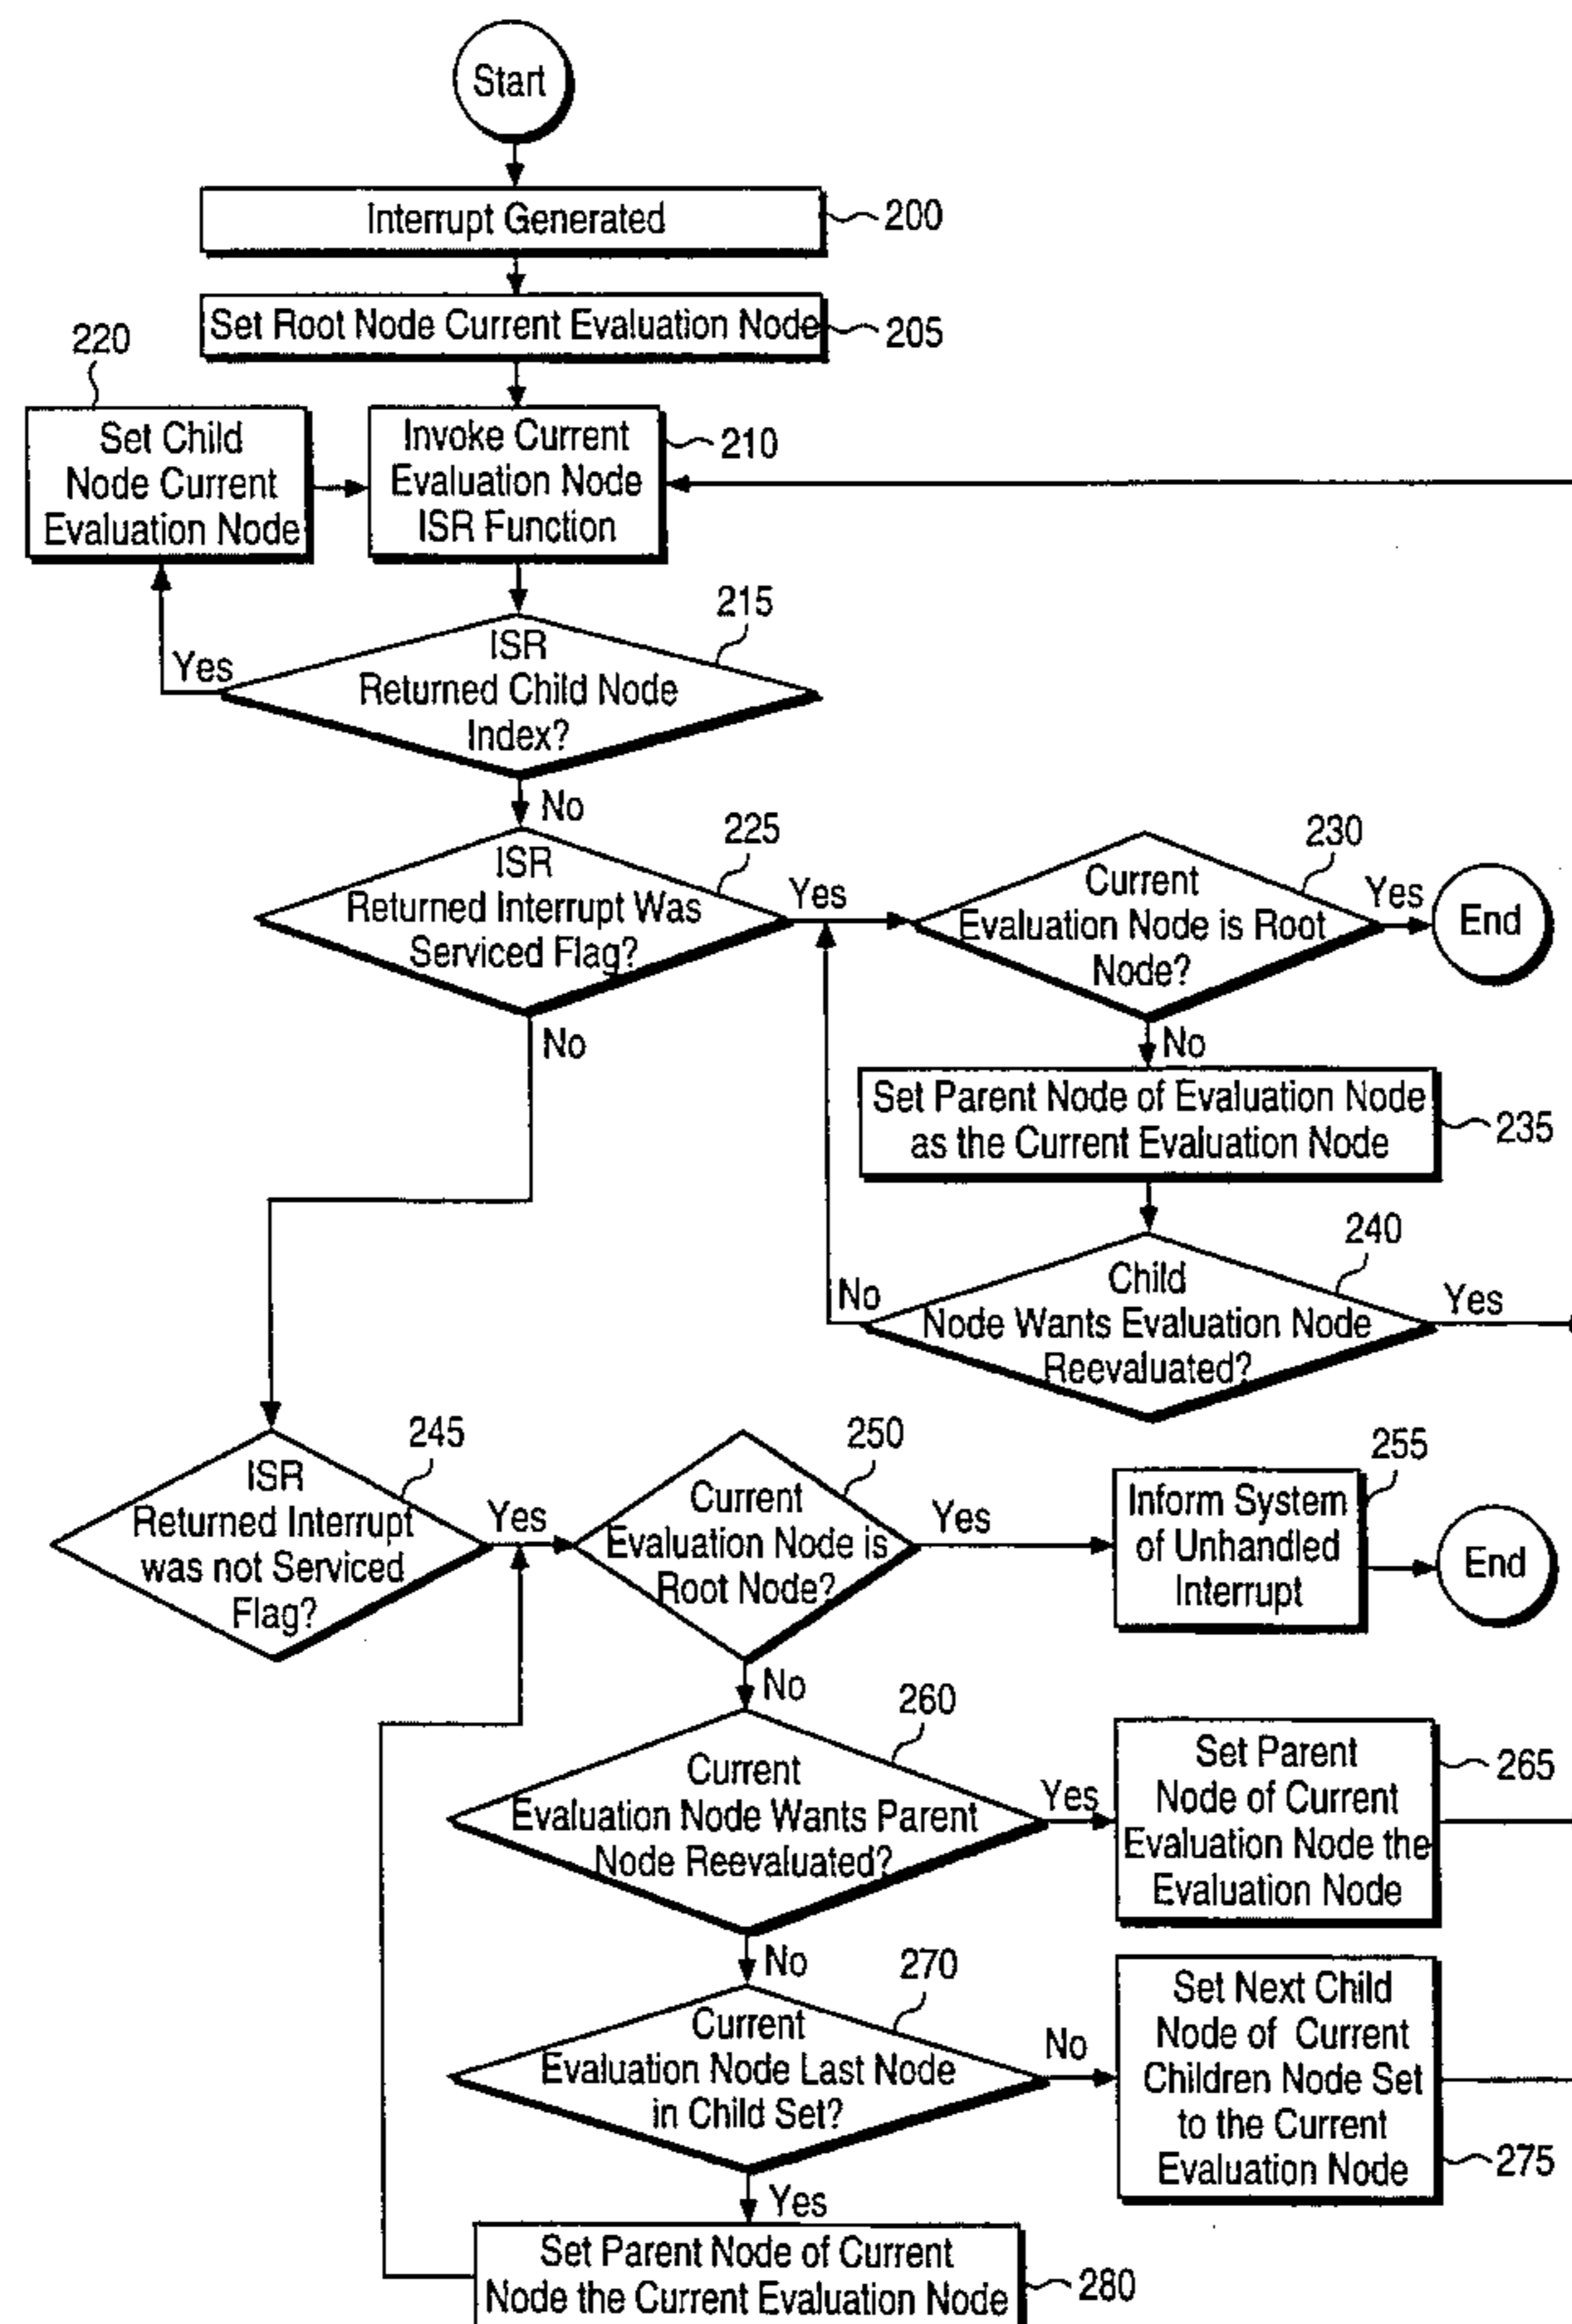 Start
Interrupt Generated
200
Set Root Node Current Evaluation Node
205
220
Set Child
Node Current
Evaluation Node
Invoke Current
Evaluation Node
ISR Function
210
215
ISR
Returned Child Node
Index?
Yes
No
225
ISR
Returned Interrupt Was
Serviced Flag?
Yes
No
230
Current
Evaluation Node is Root
Node?
Yes
End
No
Set Parent Node of Evaluation Node
as the Current Evaluation Node
235
240
Child
Node Wants Evaluation Node
Reevaluated?
No
Yes
245
ISR
Returned Interrupt
was not Serviced
Flag?
Yes
250
Current
Evaluation Node is
Root Node?
Yes
255
Inform System
of Unhandled
Interrupt
End
No
260
Current
Evaluation Node Wants Parent
Node Reevaluated?
Yes
Set Parent
Node of Current
Evaluation Node the
Evaluation Node
265
No
270
Current
Evaluation Node Last Node
in Child Set?
No
Set Next Child
Node of Current
Children Node Set
to the Current
Evaluation Node
275
Yes
Set Parent Node of Current
Node the Current Evaluation Node
280